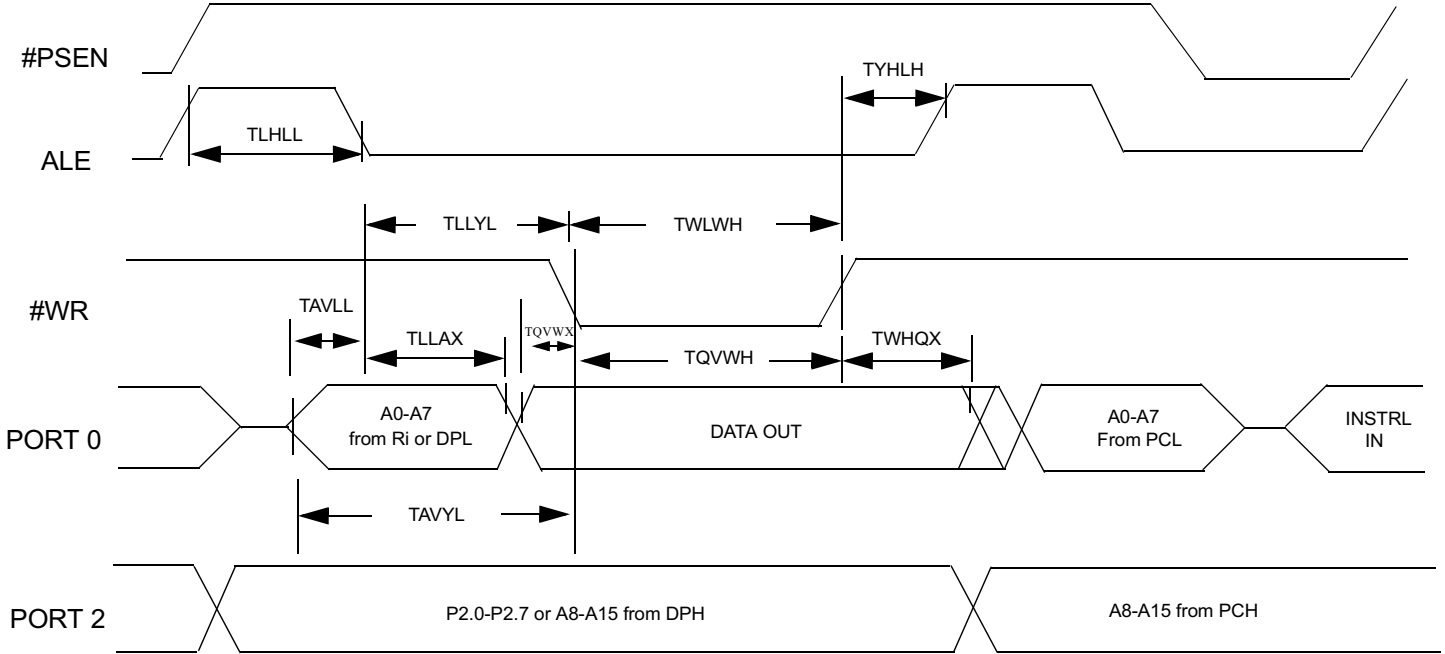 #PSEN
TYHLH
TLHLL
ALE
TLLYL
TWLWH
#WR
TAVLL
TLLAX
TQVWX
TQVWH
TWHQX
PORT 0
A0-A7
from Ri or DPL
DATA OUT
A0-A7
From PCL
INSTRL
IN
TAVYL
PORT 2
P2.0-P2.7 or A8-A15 from DPH
A8-A15 from PCH